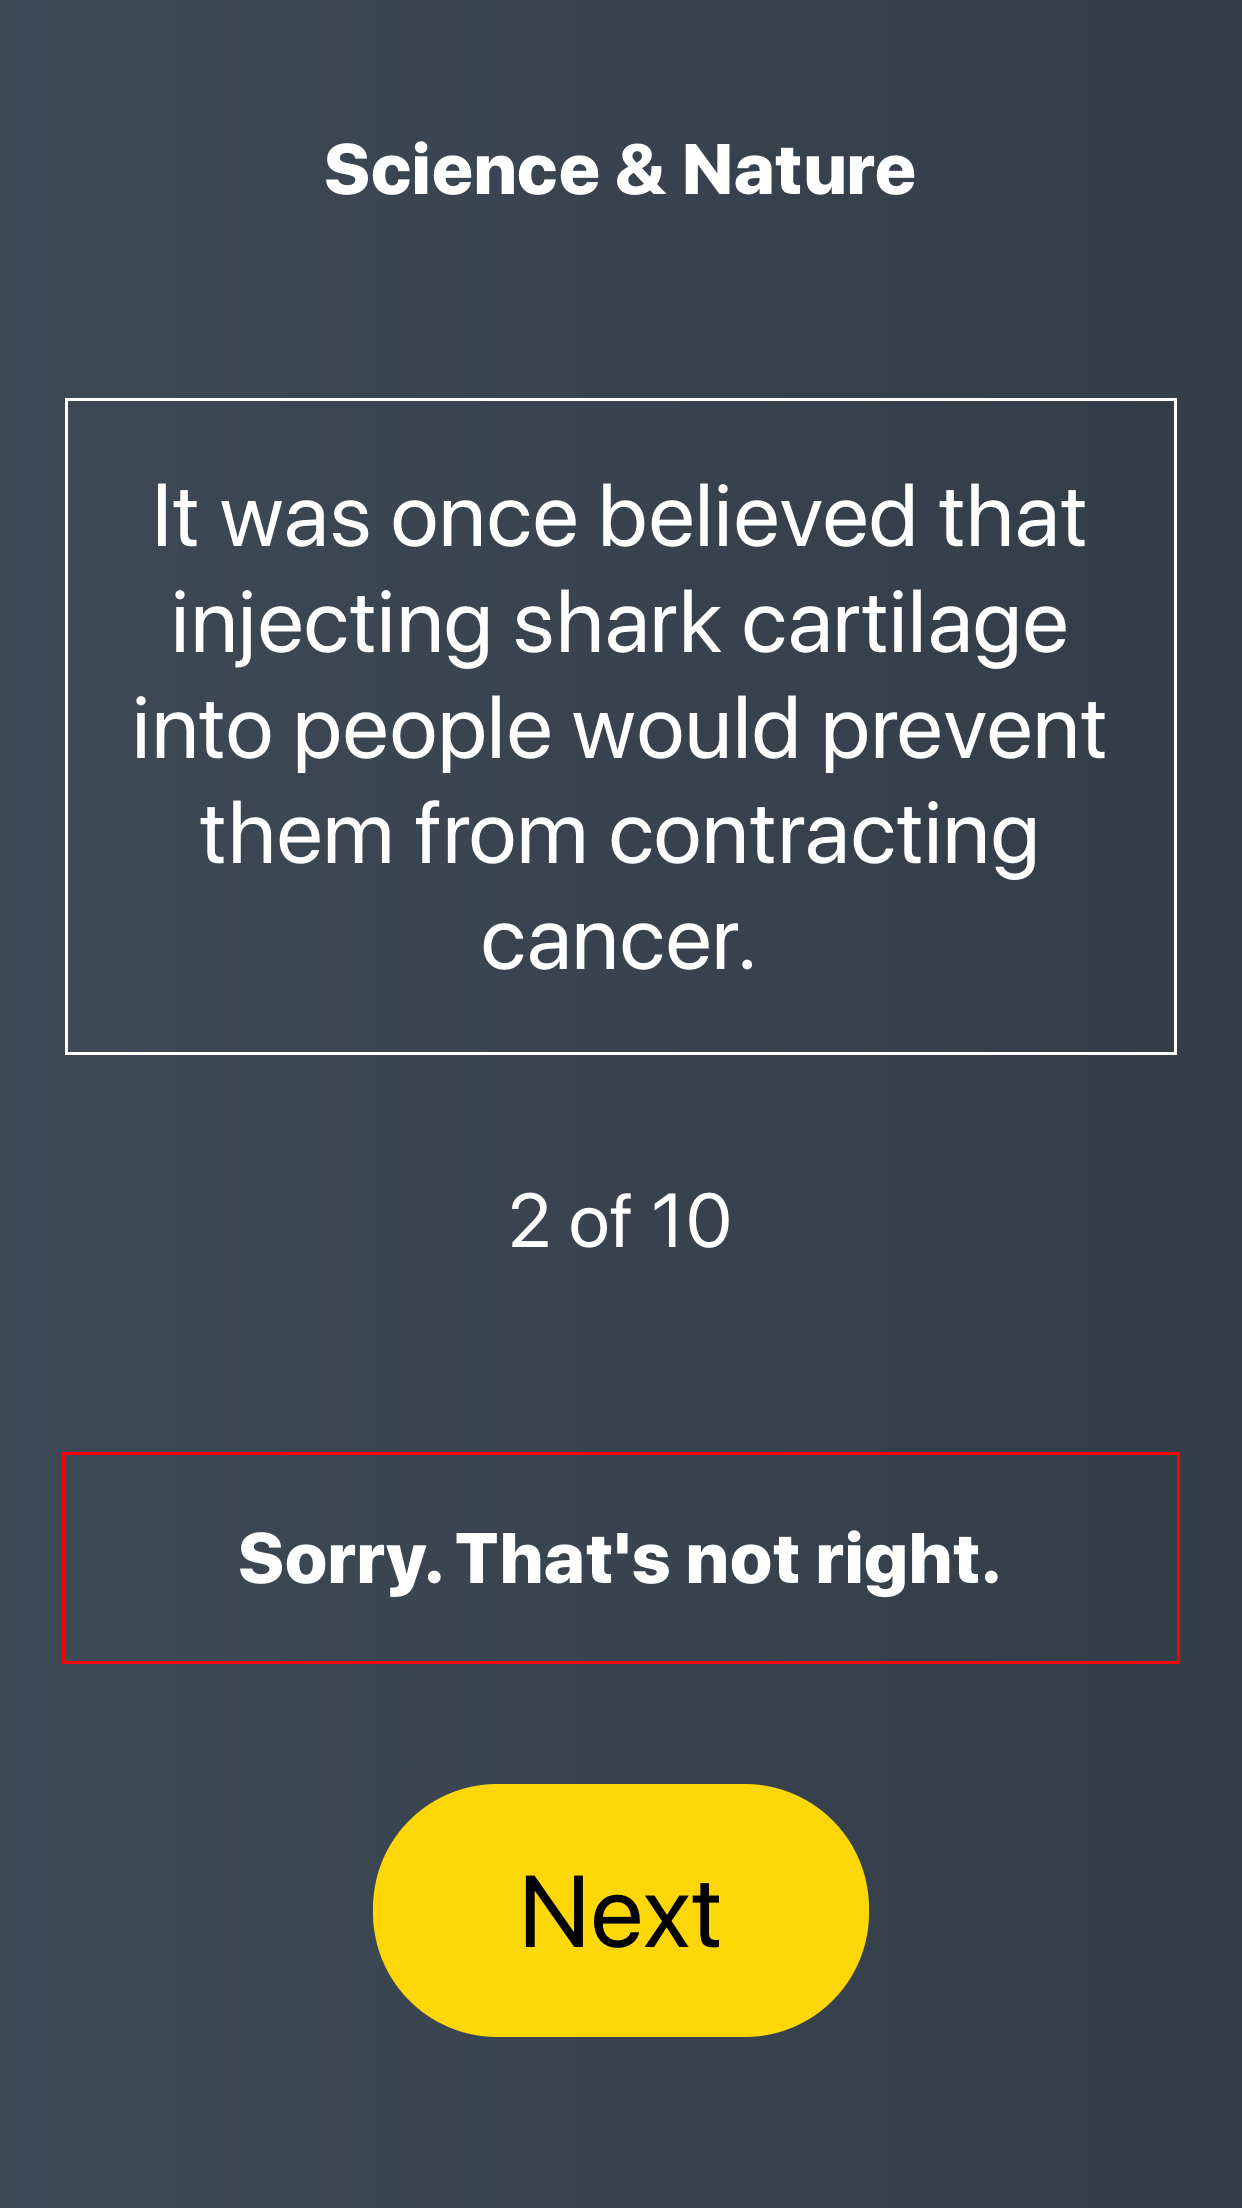 Science & Nature
It was once believed that
injecting shark cartilage
into people would prevent
them from contracting
cancer.
2 of 10
Sorry. That's not right.
Next